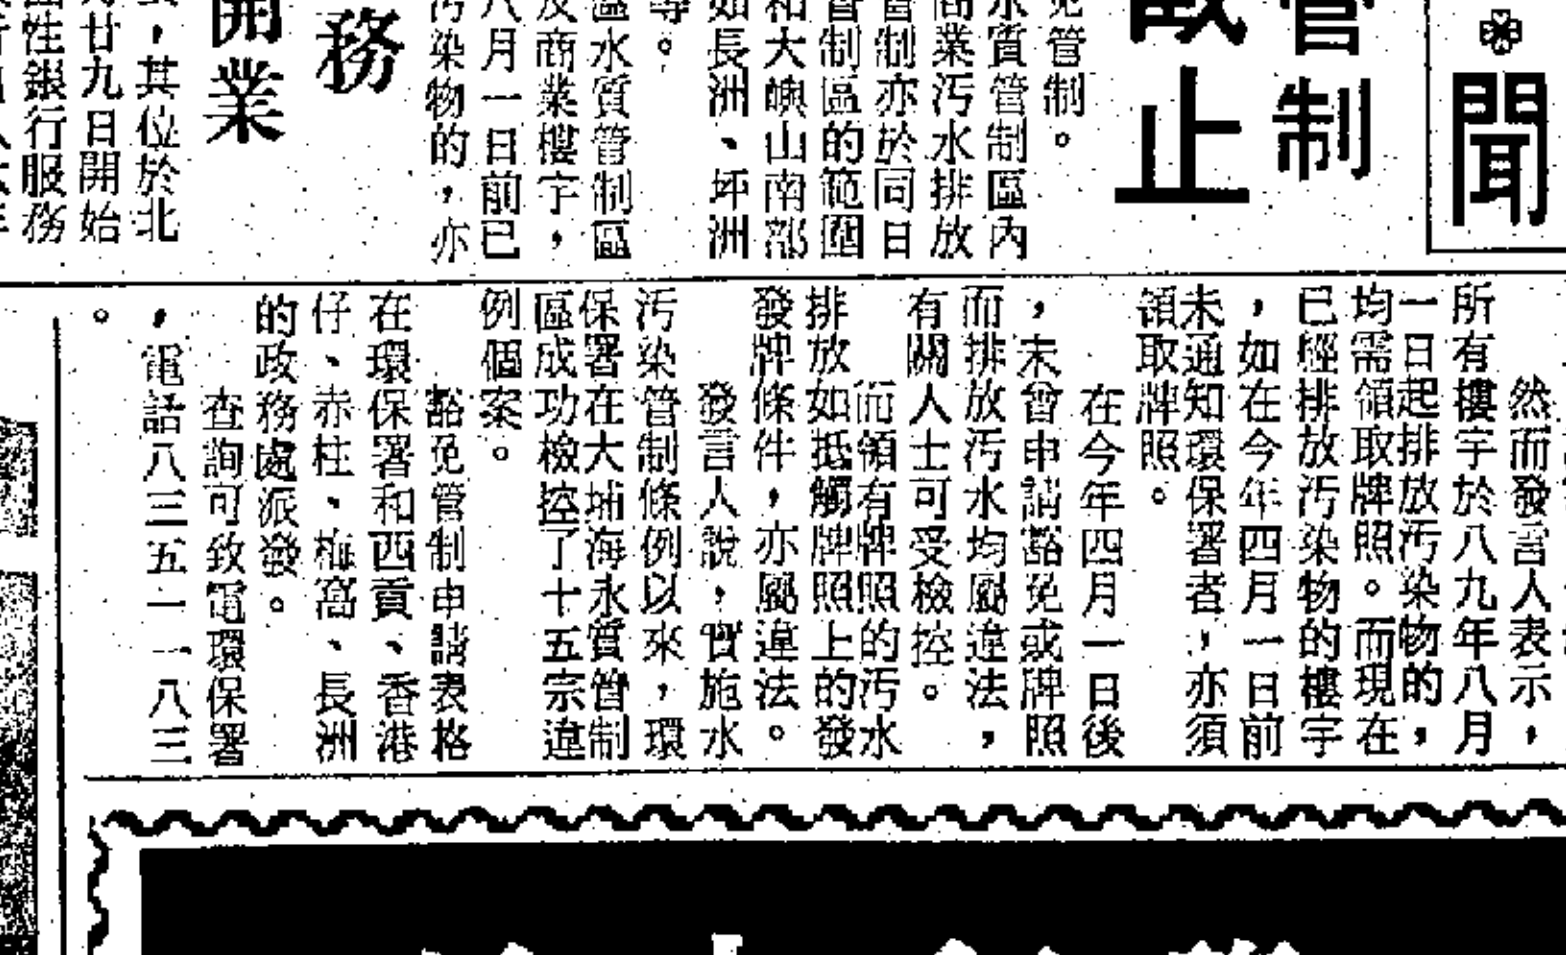 聞
管制
截止
免管制。
水質管制區內
商業污水排放
管制亦於同日
管制區的範圍
和大嶼山南部
如長洲、坪洲
等。
區水質管制區
及商業樓宇，
八月一日前已
污染物的，亦
務
開業
，其位於北
廿九日開始
性銀行服務
然而發言人表示，
所有樓宇於八九年八月
一日起排放污染物的，
均需領取牌照。而現在
已經排放污染物的樓宇
，如在今年四月一日前
未通知環保署者，亦須
領取牌照。
在今年四月一日後
，未曾申請豁免或牌照
而排放污水均屬違法，
有關人士可受檢控。
而領有牌照的污水
排放如抵觸牌照上的發
發牌條件，亦屬違法。
發言人說，實施水
污染管制條例以來，環
保署在大埔海水質管制
區成功檢控了十五宗違
例個案。
豁免管制申請表格
在環保署和西貢、香港
仔、赤柱、梅窩、長洲
的政務處派發。
查詢可致電環保署
，電話八三五一一八三
。